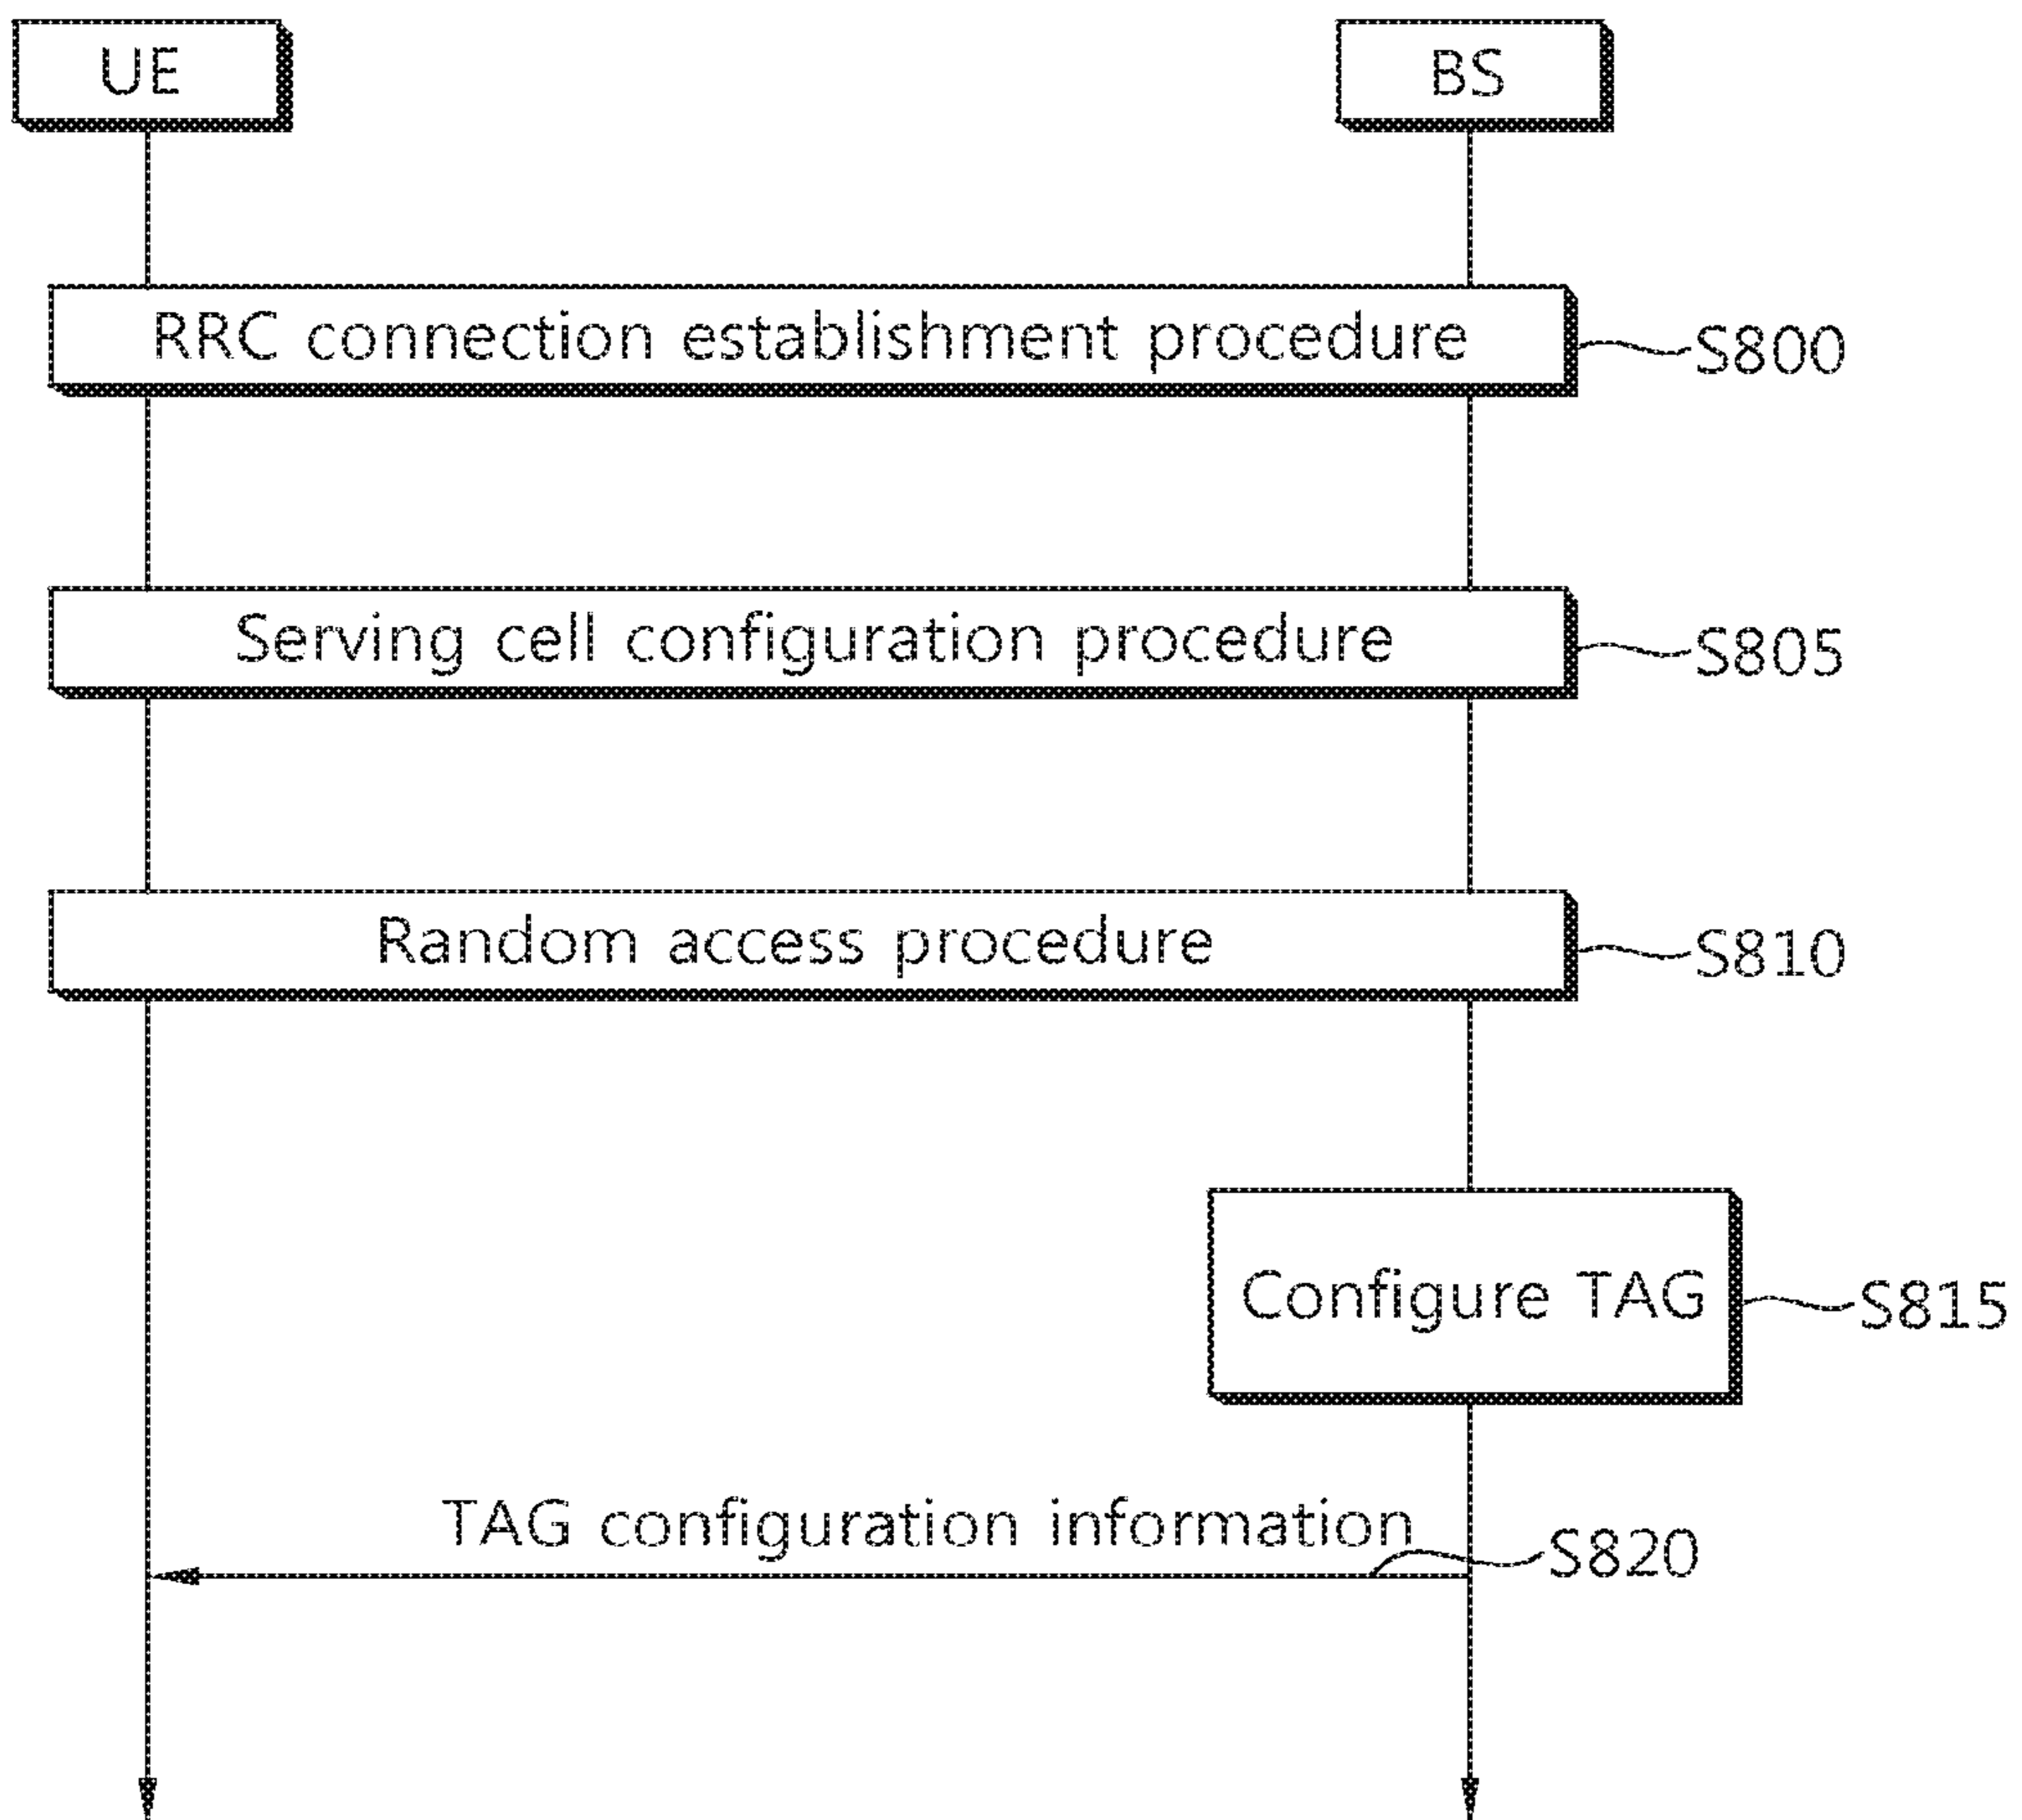 UE
BS
RRC connection establishment procedure
S800
Serving cell configuration procedure
S805
Random access procedure
S810
Configure TAG
S815
TAG configuration information
S820